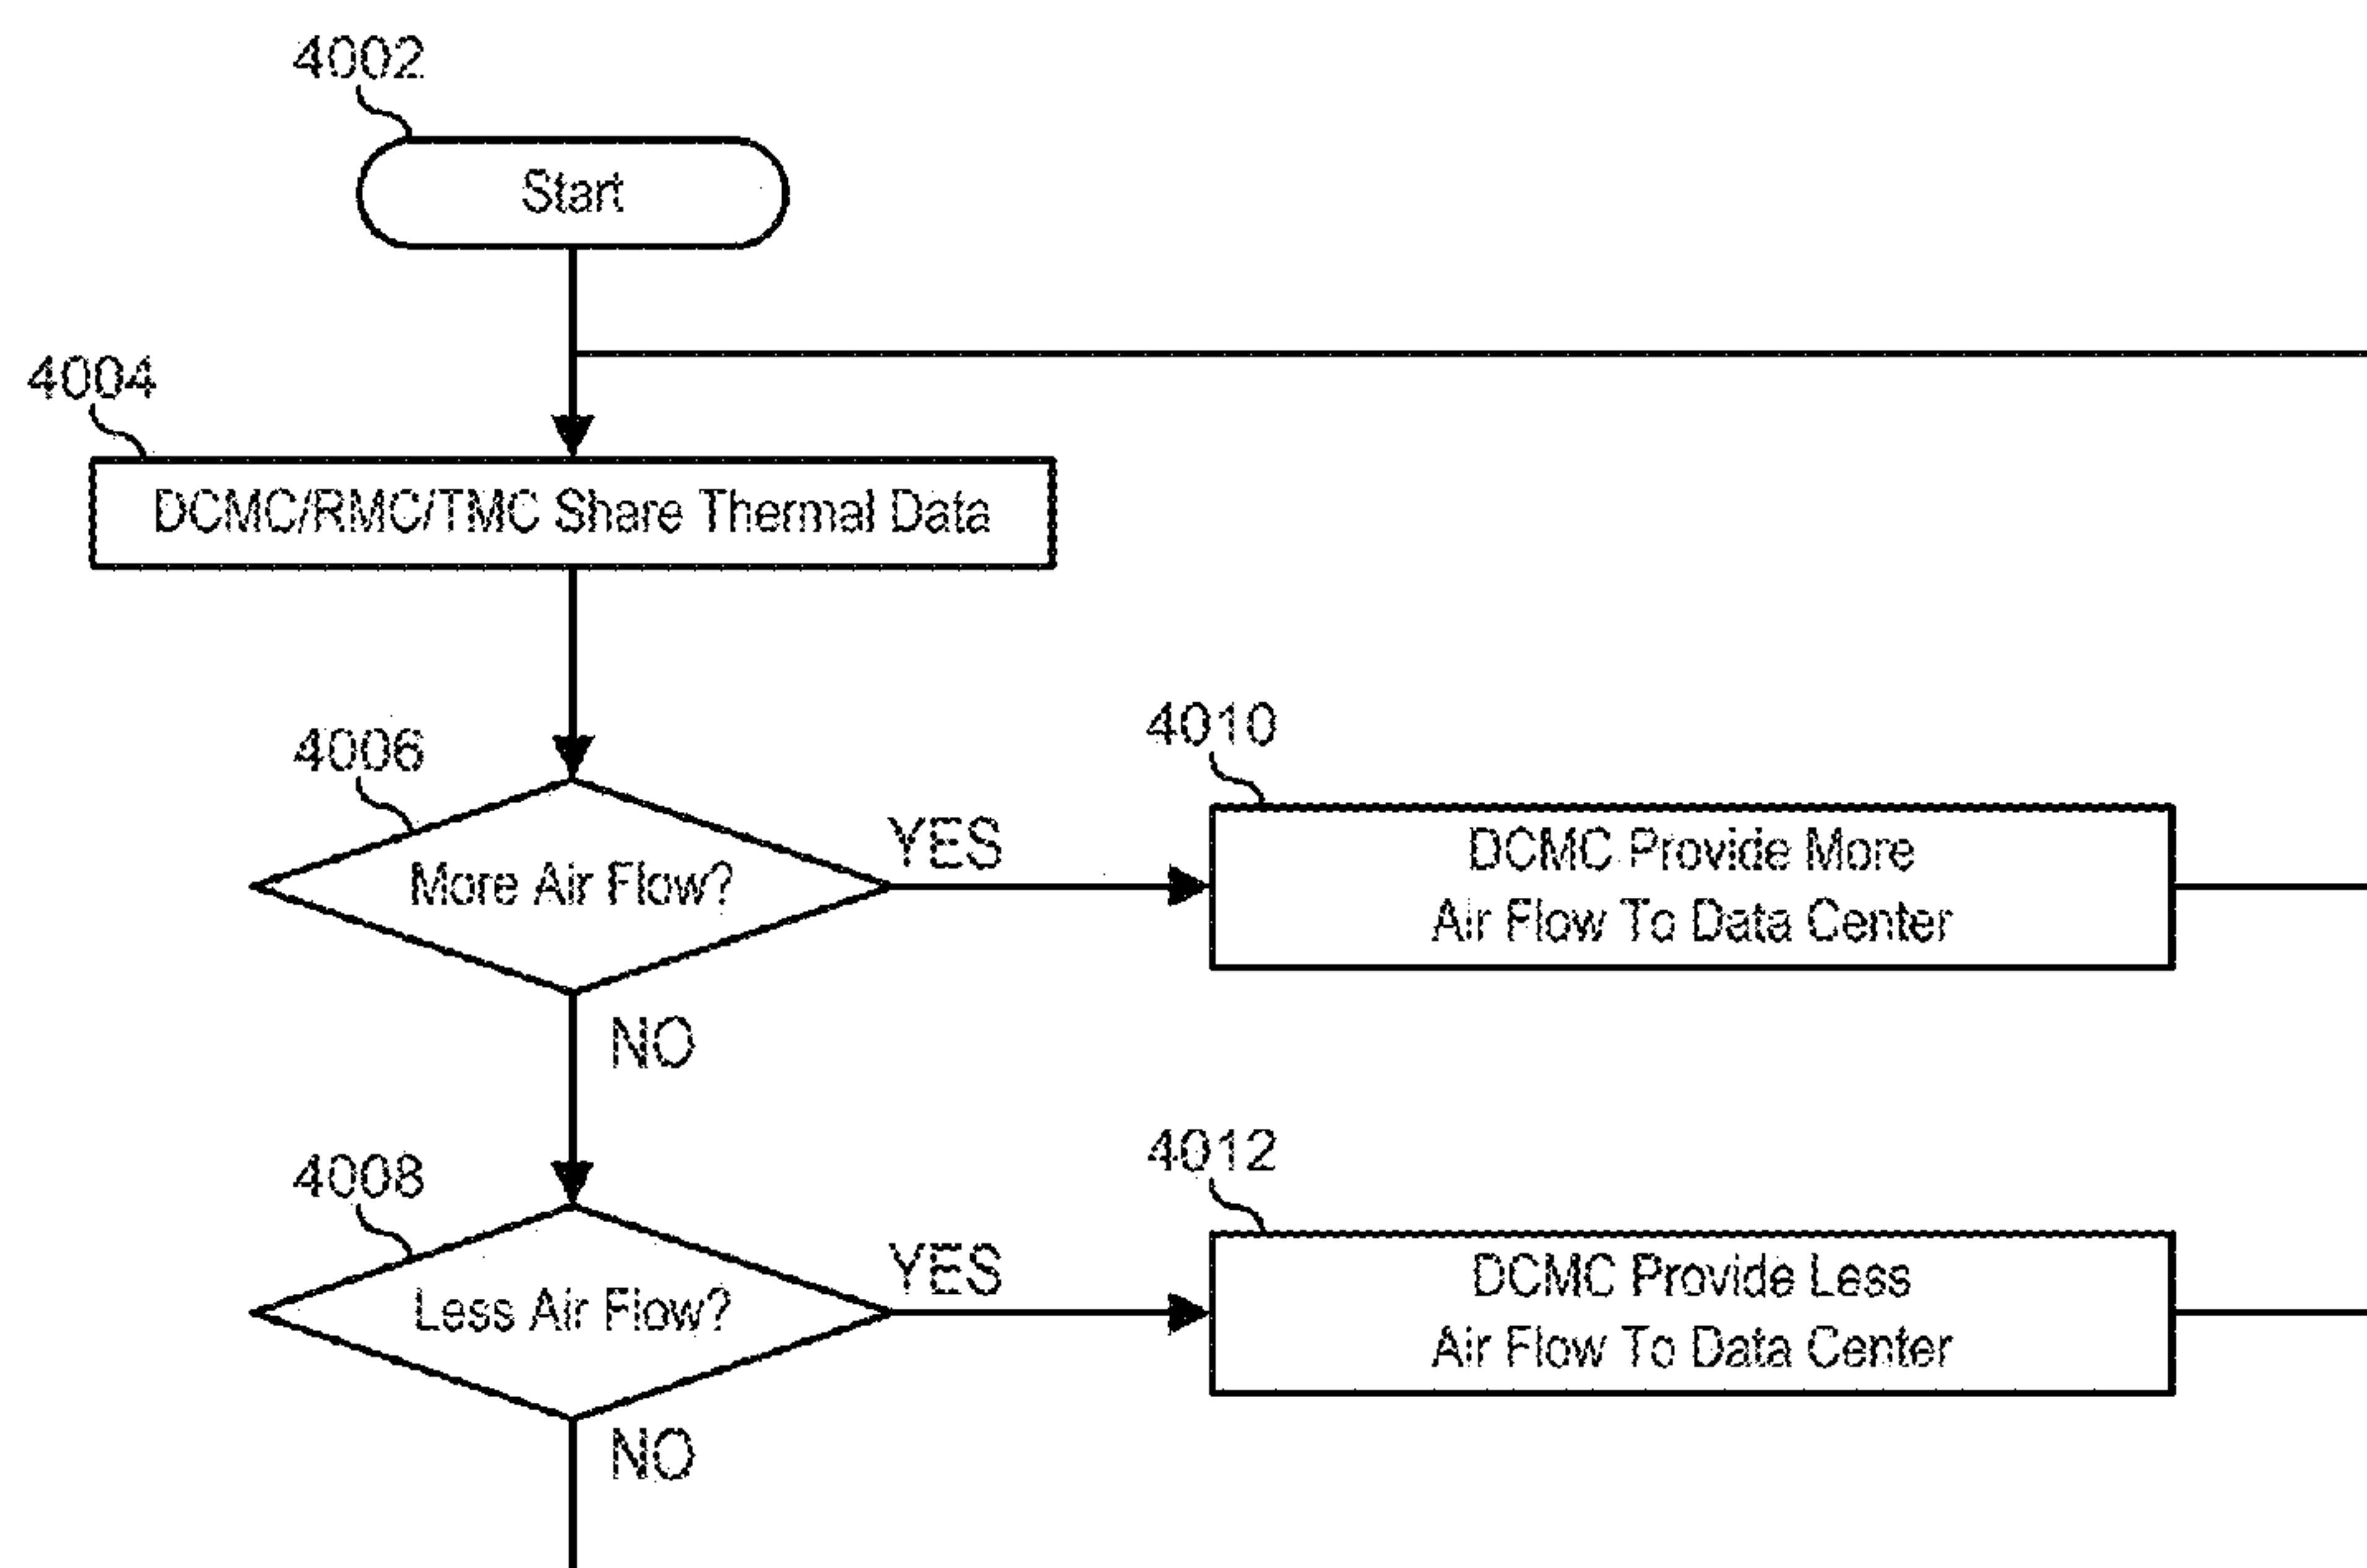 4002
Start
4004
DCMC/RMC/TMC Share Thermal Data
4006
More Air Flow?
YES
4010
DCMC Provide More
Air Flow To Data Center
NO
4008
Less Air Flow?
YES
4012
DCMC Provide Less
Air Flow To Data Center
NO